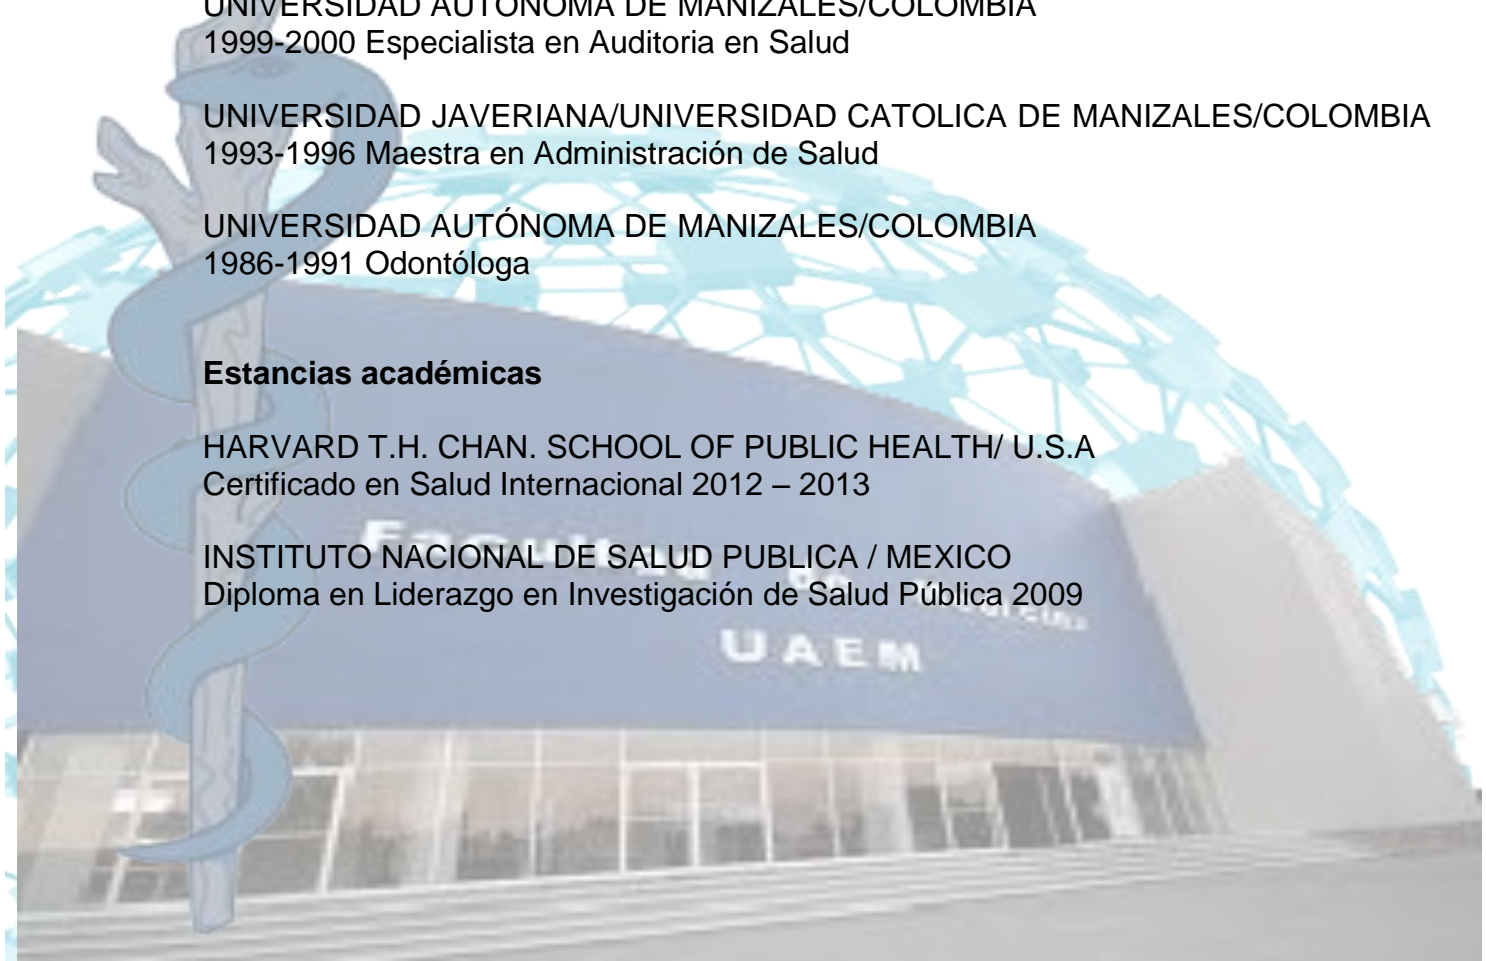 UNIVERSIDAD AUTÓNOMA DE MANIZALES/COLOMBIA
1999-2000 Especialista en Auditoria en Salud
UNIVERSIDAD JAVERIANA/UNIVERSIDAD CATOLICA DE MANIZALES/COLOMBIA
1993-1996 Maestra en Administración de Salud
UNIVERSIDAD AUTÓNOMA DE MANIZALES/COLOMBIA
1986-1991 Odontóloga
Estancias académicas
HARVARD T.H. CHAN. SCHOOL OF PUBLIC HEALTH/ U.S.A
Certificado en Salud Internacional 2012 – 2013
INSTITUTO NACIONAL DE SALUD PUBLICA / MEXICO
Diploma en Liderazgo en Investigación de Salud Pública 2009
UAEM